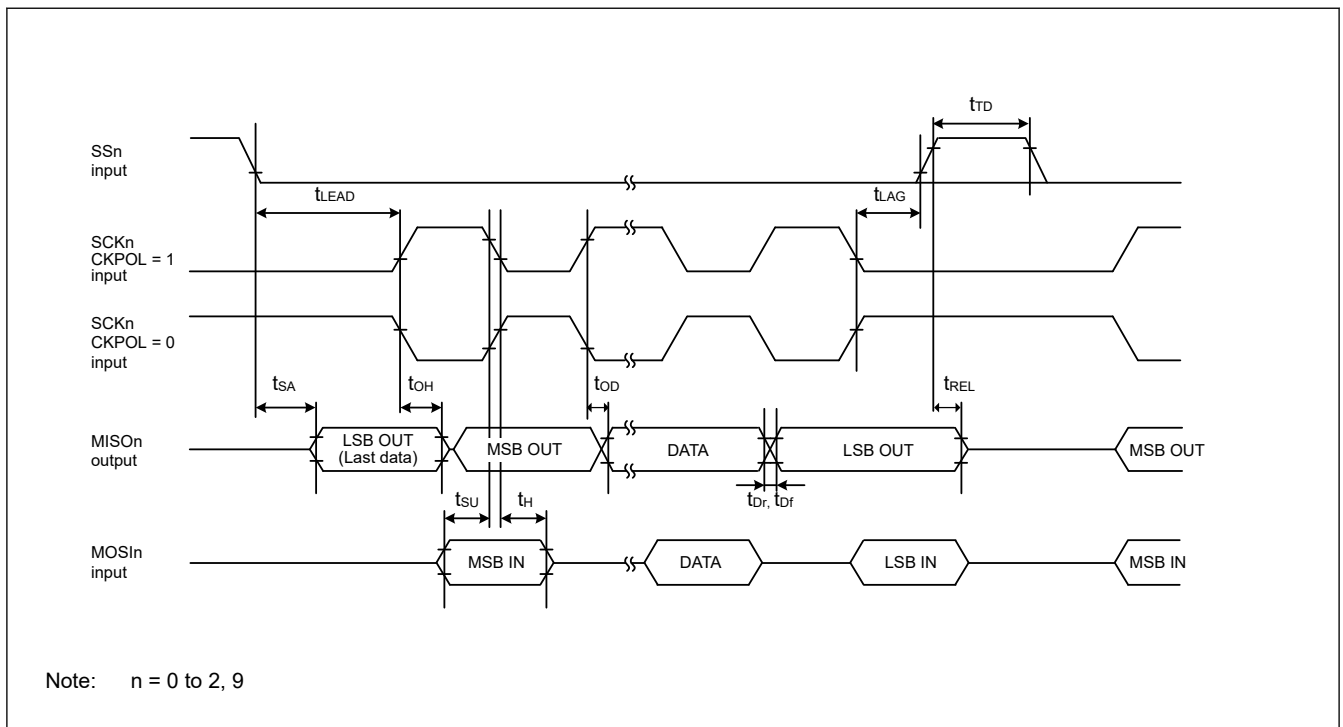 tTD
SSn
input
tLEAD
tLAG
SCKn
CKPOL = 1
input
SCKn
CKPOL = 0
input
tSA
tOH
tOD
tREL
MISOn
output
LSB OUT
(Last data)
MSB OUT
DATA
LSB OUT
MSB OUT
tSU
tH
tDr, tDf
MOSIn
input
MSB IN
DATA
LSB IN
MSB IN
Note: n = 0 to 2, 9